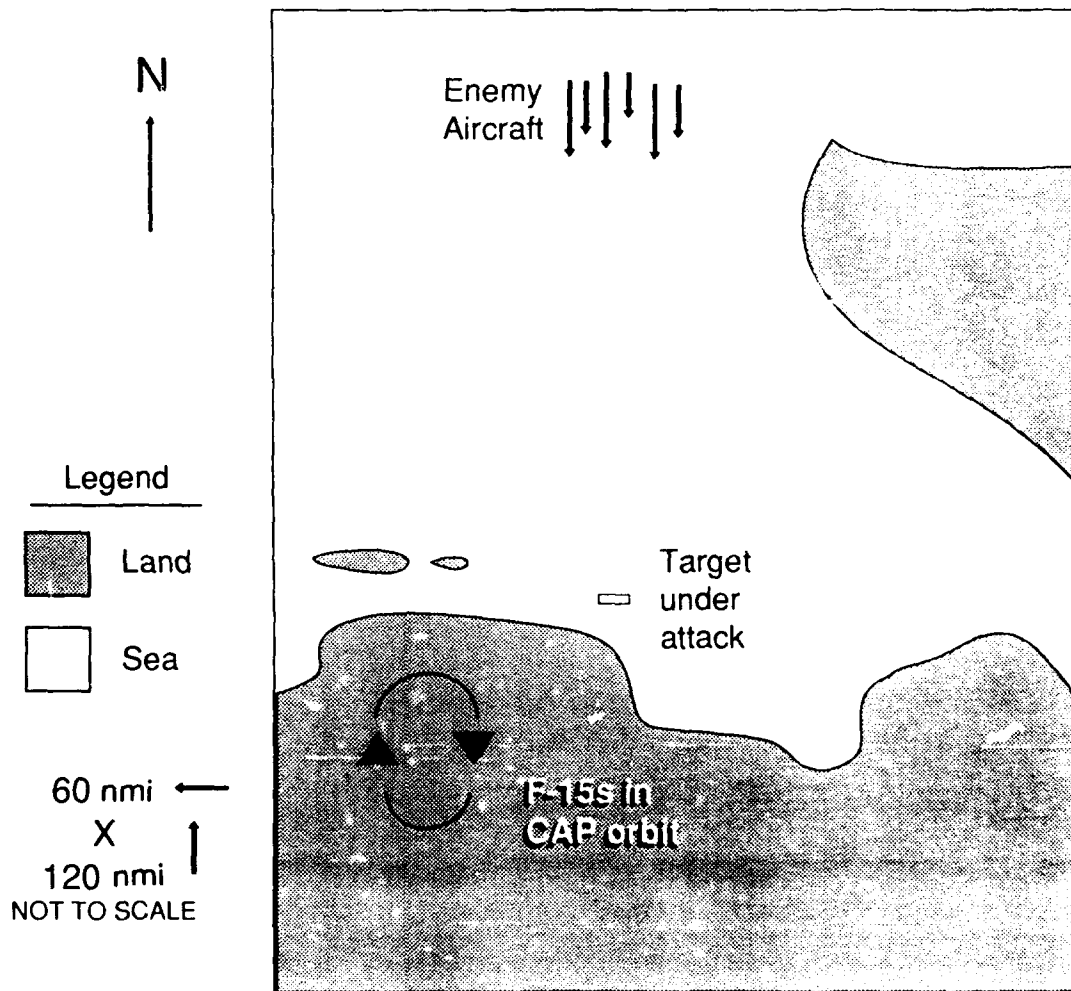 N
Enemy
Aircraft
Legend
Land
Sea
Target
under
attack
F-15s in
CAP orbit
60 nmi
X
120 nmi
NOT TO SCALE